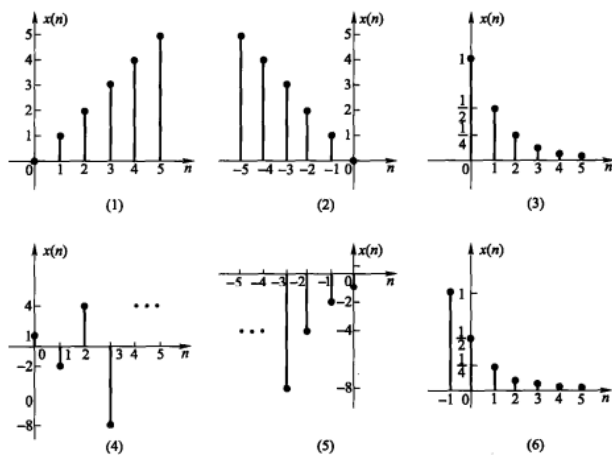 x(n)
5
4
3
2
1
0 1 2 3 4 5 n
(1)
x(n)
5
4
3
2
1
−5 −4 −3 −2 −1 0 n
(2)
x(n)
1
1/2
1/4
0 1 2 3 4 5 n
(3)
x(n)
4
1
0 1 2 3 4 5 n
−2
0
−8
(4)
x(n)
−5 −4 −3 −2 −1 0 n
−2
−4
−8
(5)
x(n)
1
1/2
1/4
−1 0 1 2 3 4 5 n
(6)